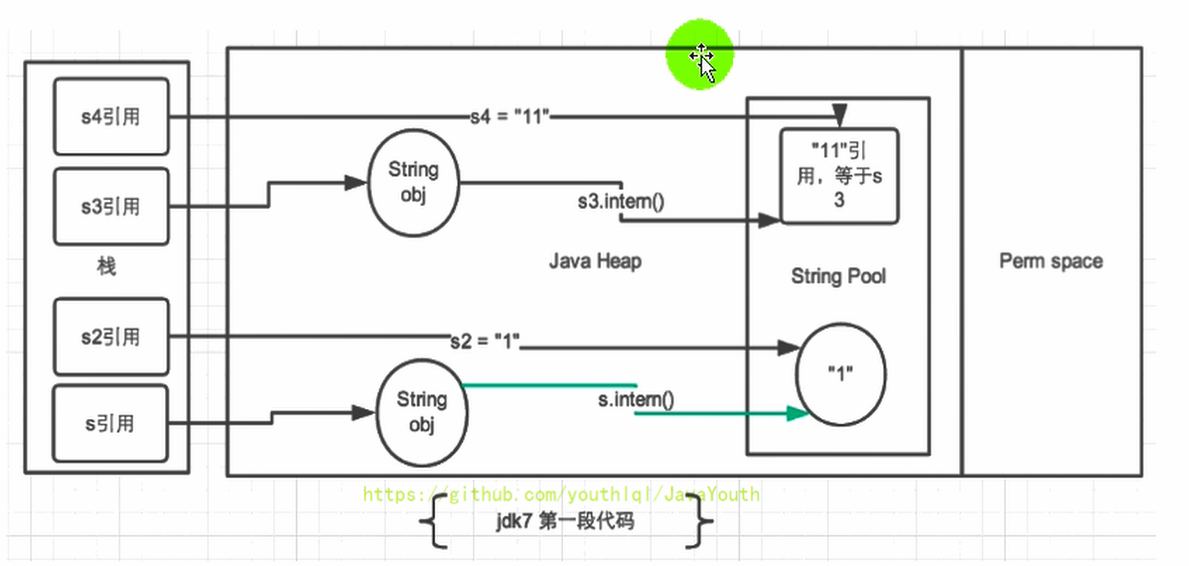 s4引用
s4 = "11"
"11"引
用，等于s
3
String
obj
s3引用
s3.intern()
栈
Java Heap
String Pool
Perm space
s2引用
s2 = "1"
"1"
String
obj
s.intern()
s引用
https://github.com/youthlql/JavaYouth
jdk7 第一段代码